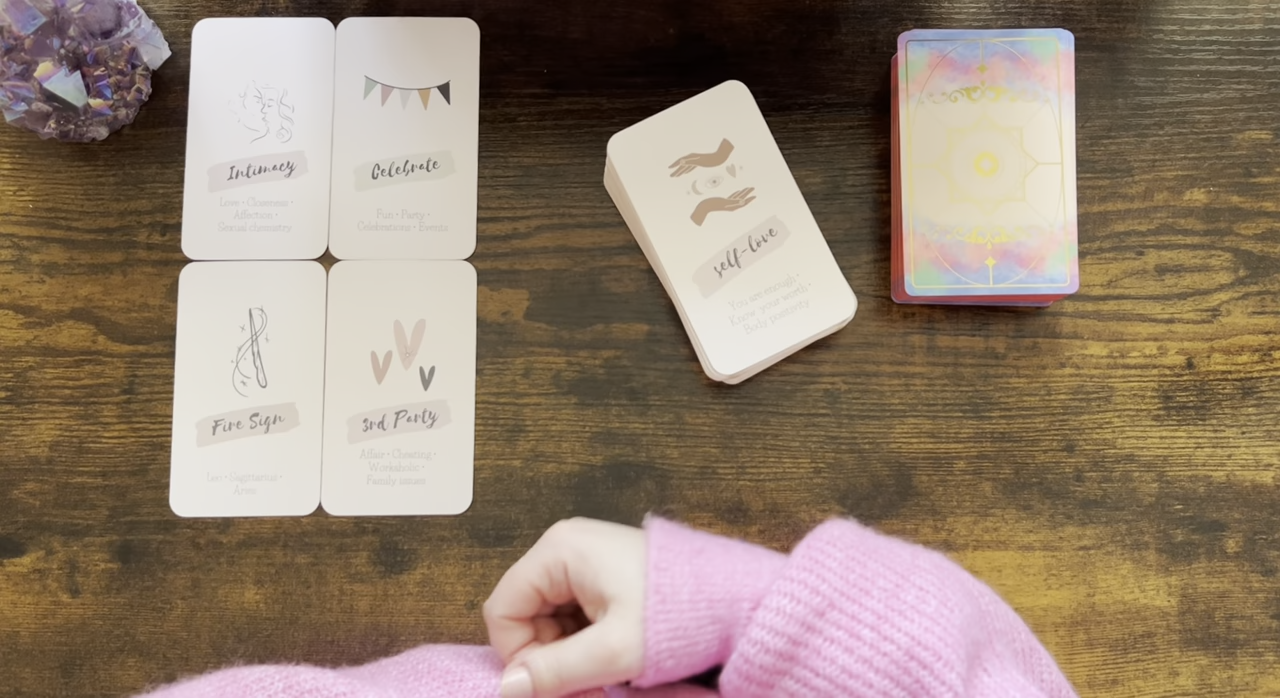 Intimacy
Love • Closeness •
Affection •
Sexual chemistry
Celebrate
Fun • Party •
Celebrations • Events
Fire Sign
Leo • Sagittarius •
Aries
3rd Party
Affair • Cheating •
Workaholic •
Family issues
self-love
You are enough •
Know your worth •
Body positivity